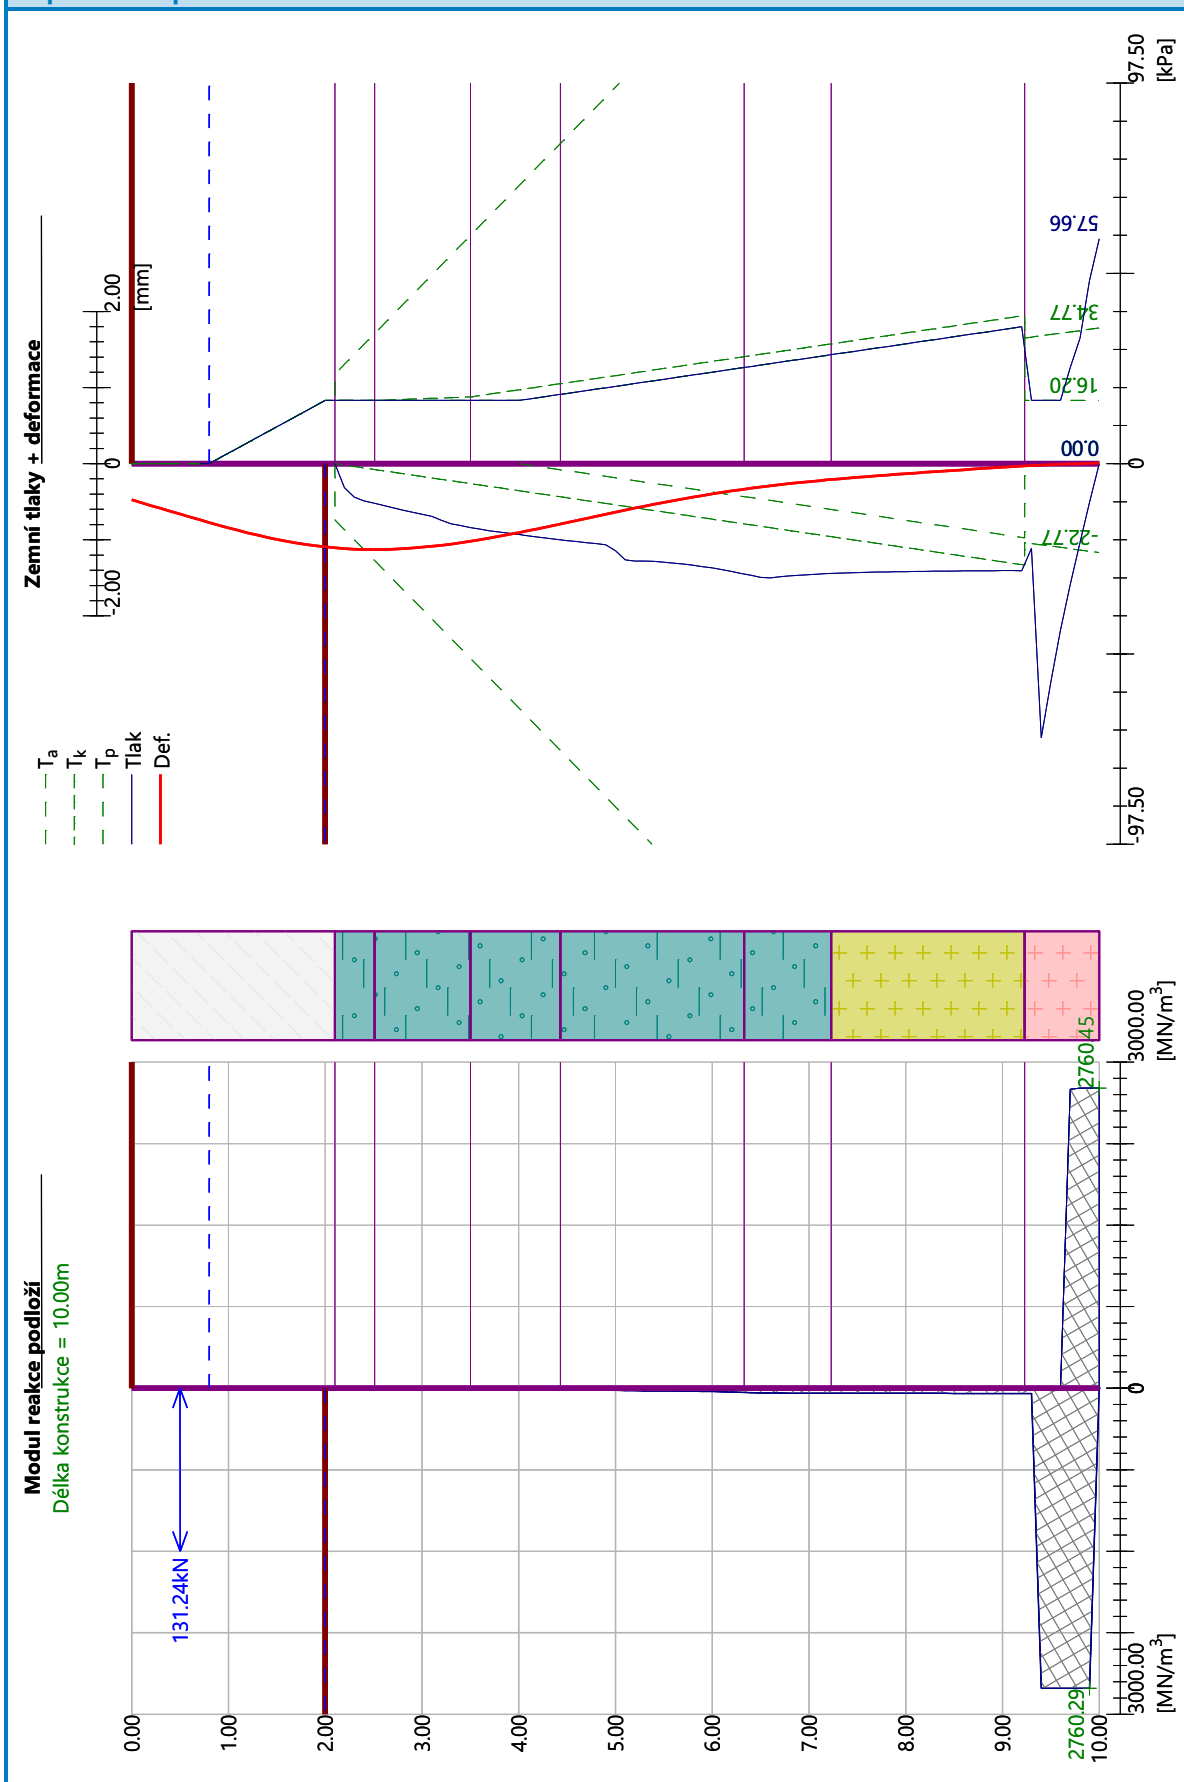 Modul reakce podloží
Délka konstrukce = 10.00m
Zemní tlaky + deformace
T a
T k
T p
Tlak
Def.
-2.00
0
2.00
[mm]
131.24kN
0.00
1.00
2.00
3.00
4.00
5.00
6.00
7.00
8.00
9.00
10.00
2760.29
2760.45
3000.00
[MN/m³]
0
3000.00
[MN/m³]
-22.77
0.00
16.20
34.77
57.66
-97.50
0
97.50
[kPa]